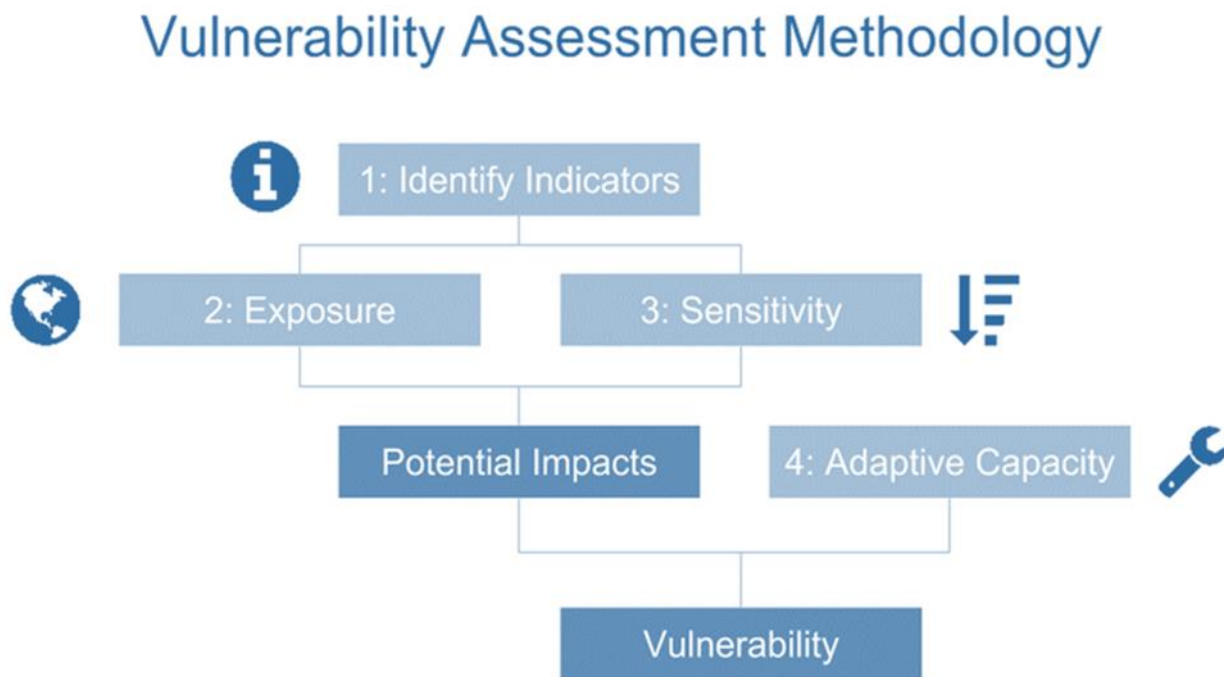 Vulnerability Assessment Methodology
1: Identify Indicators
2: Exposure
3: Sensitivity
Potential Impacts
4: Adaptive Capacity
Vulnerability